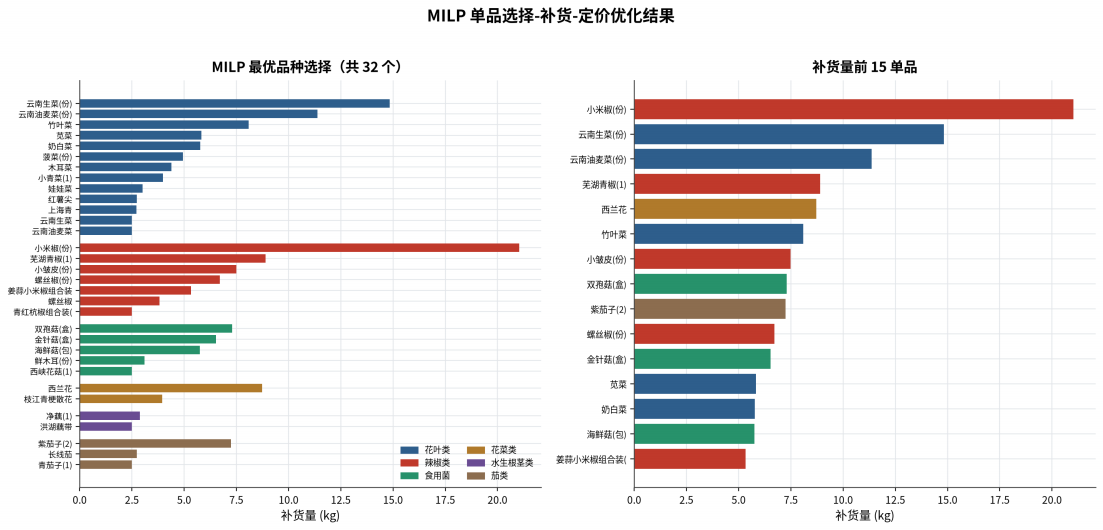 MILP 单品选择-补货-定价优化结果
MILP 最优品种选择（共 32 个）
云南生菜(份)
云南油麦菜(份)
竹叶菜
苋菜
奶白菜
菠菜(份)
木耳菜
小青菜(1)
娃娃菜
红薯尖
上海青
云南生菜
云南油麦菜
小米椒(份)
芜湖青椒(1)
小皱皮(份)
螺丝椒(份)
姜蒜小米椒组合装
螺丝椒
青红杭椒组合装(
双孢菇(盒)
金针菇(盒)
海鲜菇(包)
鲜木耳(份)
西峡花菇(1)
西兰花
枝江青梗散花
净藕(1)
洪湖藕带
紫茄子(2)
长线茄
青茄子(1)
花叶类 花菜类
辣椒类 水生根茎类
食用菌 茄类
0.0 2.5 5.0 7.5 10.0 12.5 15.0 17.5 20.0
补货量 (kg)
补货量前 15 单品
小米椒(份)
云南生菜(份)
云南油麦菜(份)
芜湖青椒(1)
西兰花
竹叶菜
小皱皮(份)
双孢菇(盒)
紫茄子(2)
螺丝椒(份)
金针菇(盒)
苋菜
奶白菜
海鲜菇(包)
姜蒜小米椒组合装(
0.0 2.5 5.0 7.5 10.0 12.5 15.0 17.5 20.0
补货量 (kg)